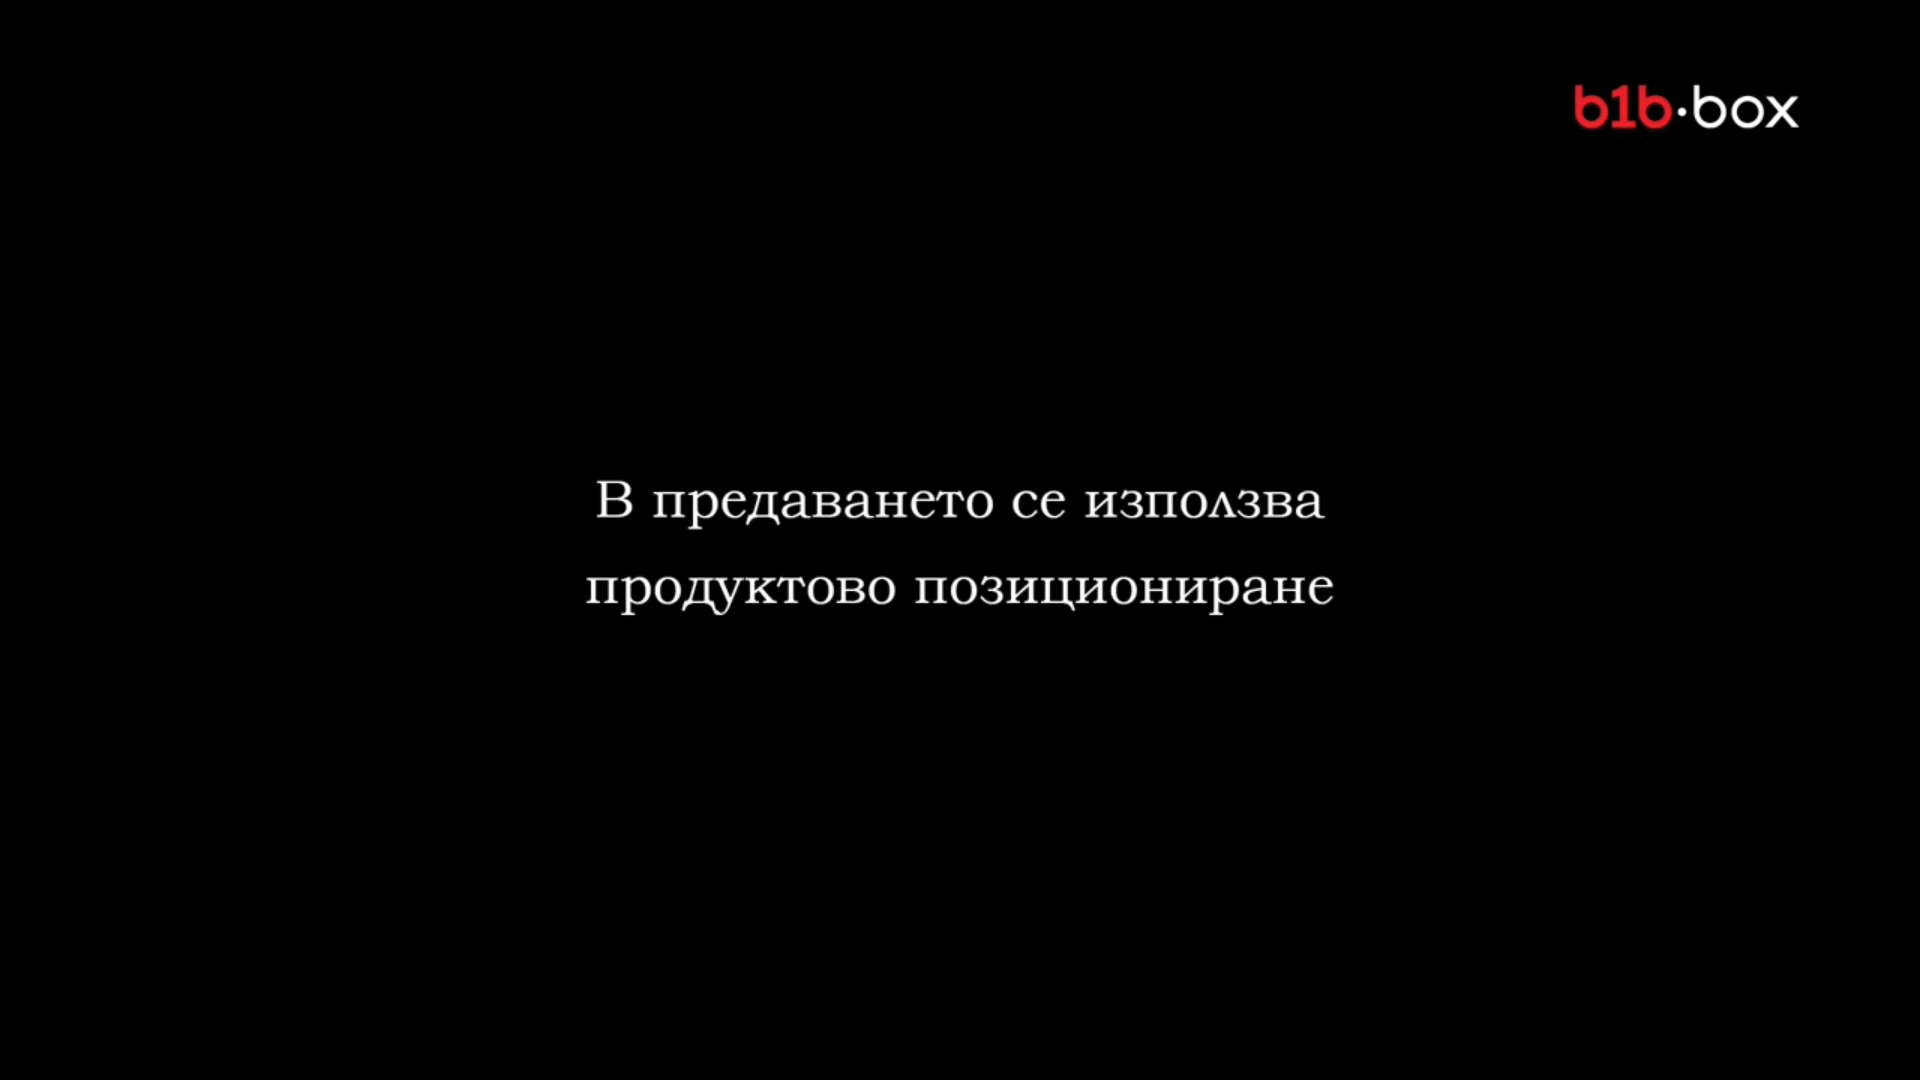 b1b·box
В предаването се използва
продуктово позициониране